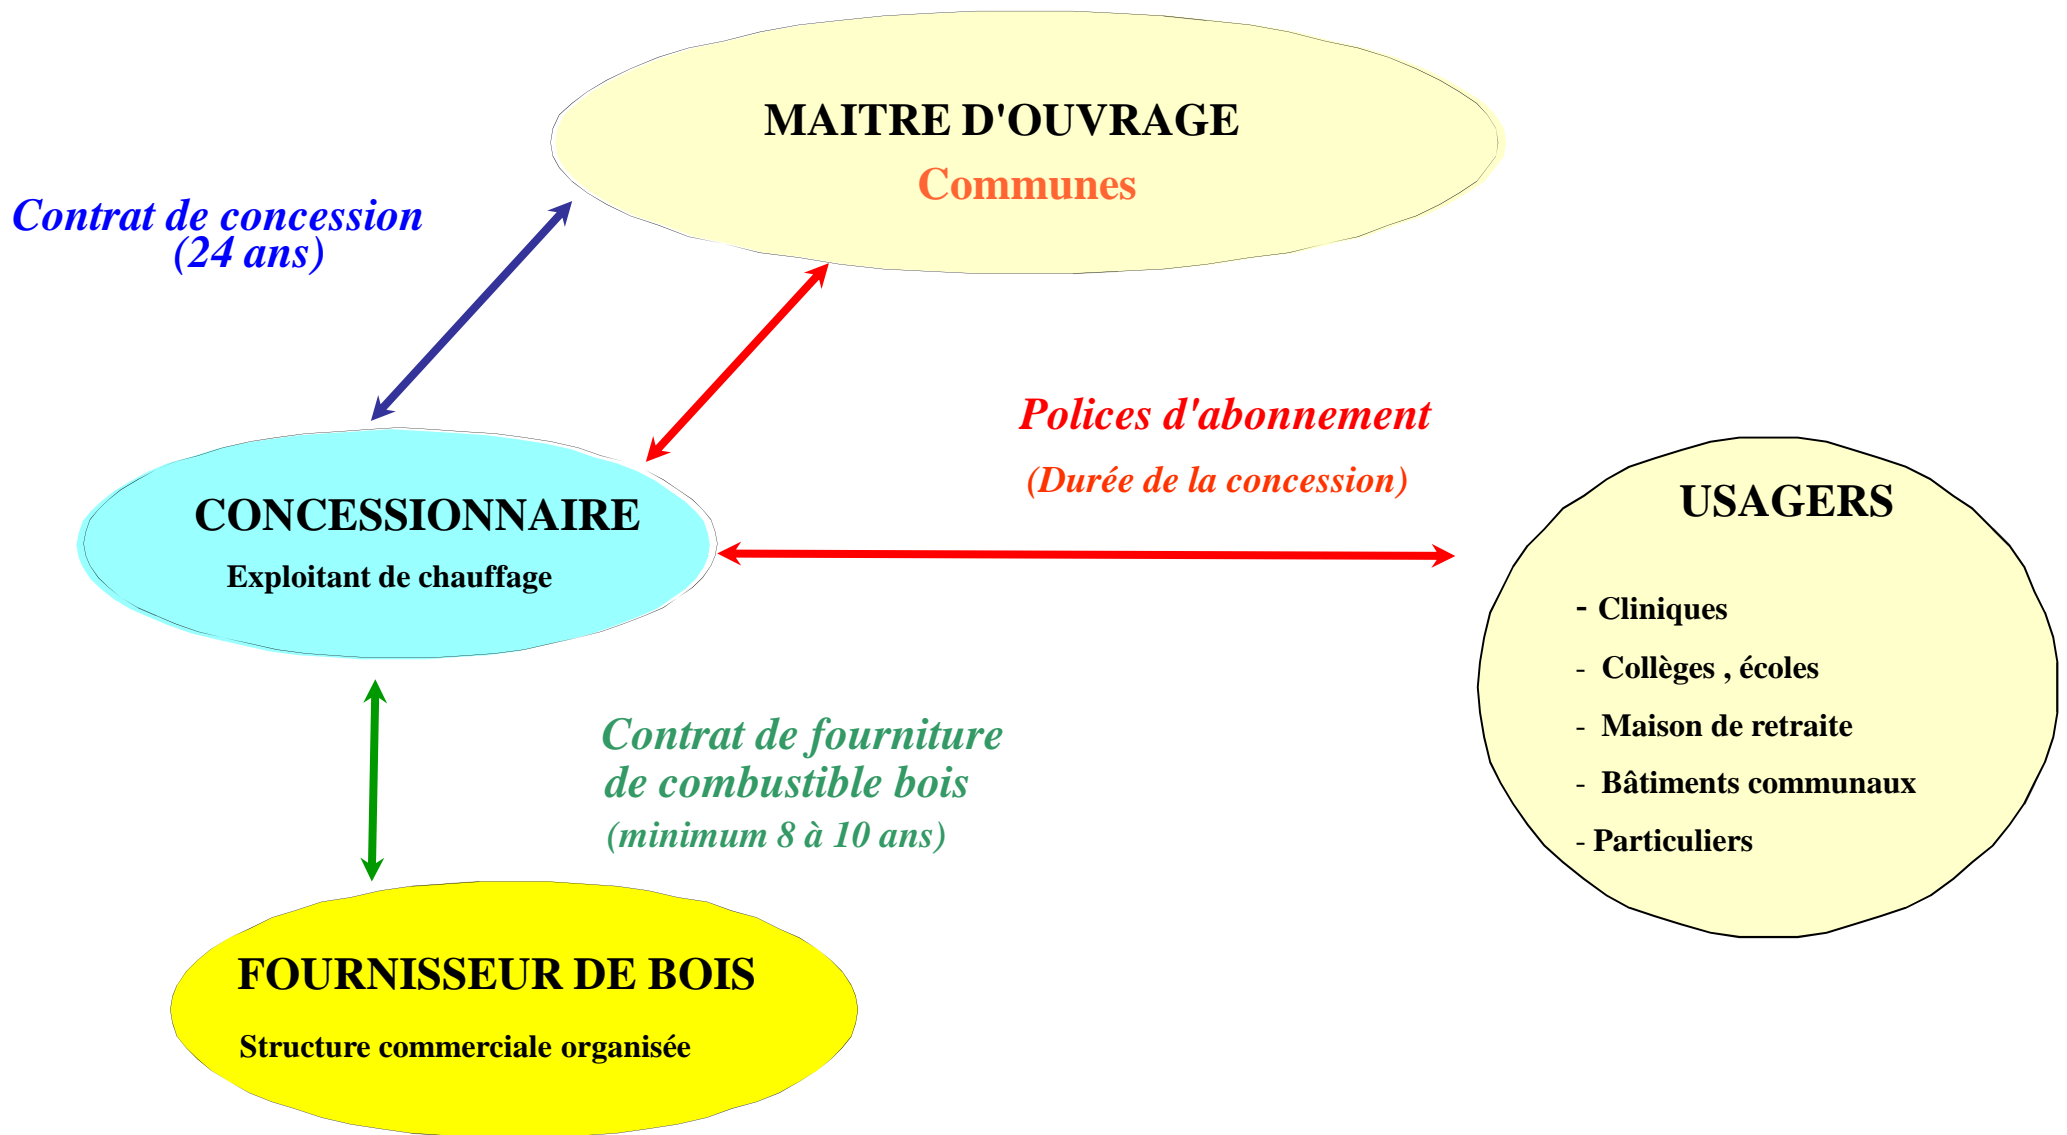 MAITRE D'OUVRAGE
Communes
Contrat de concession
(24 ans)
Polices d'abonnement
(Durée de la concession)
CONCESSIONNAIRE
Exploitant de chauffage
USAGERS
- Cliniques
- Collèges , écoles
- Maison de retraite
- Bâtiments communaux
- Particuliers
Contrat de fourniture
de combustible bois
(minimum 8 à 10 ans)
FOURNISSEUR DE BOIS
Structure commerciale organisée